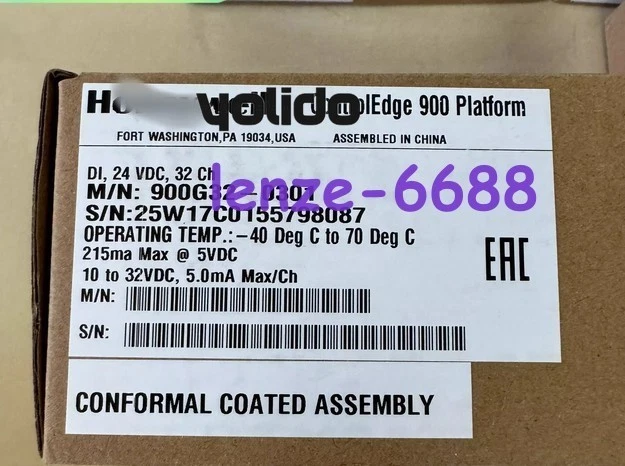 yolido ControlEdge 900 Platform
FORT WASHINGTON,PA 19034,USA ASSEMBLED IN CHINA
DI, 24 VDC, 32 Ch
M/N: 900G32-0301
lenze-6688
S/N:25W17C0155798087
OPERATING TEMP.:-40 Deg C to 70 Deg C
215ma Max @ 5VDC
10 to 32VDC, 5.0mA Max/Ch
EAC
M/N:
S/N:
CONFORMAL COATED ASSEMBLY